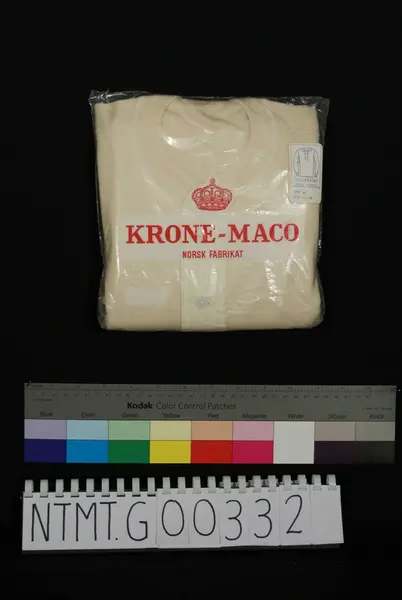 KRONE-MACO
NORSK FABRIKAT
Kodak Color Control Patches
Blue Cyan Green Yellow Red Magenta White 3/Color Black
NTMT.G00332